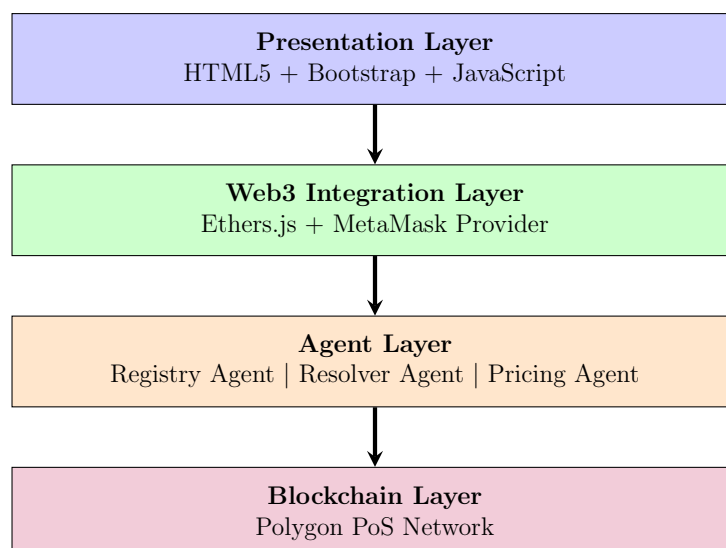 Presentation Layer
HTML5 + Bootstrap + JavaScript
Web3 Integration Layer
Ethers.js + MetaMask Provider
Agent Layer
Registry Agent | Resolver Agent | Pricing Agent
Blockchain Layer
Polygon PoS Network